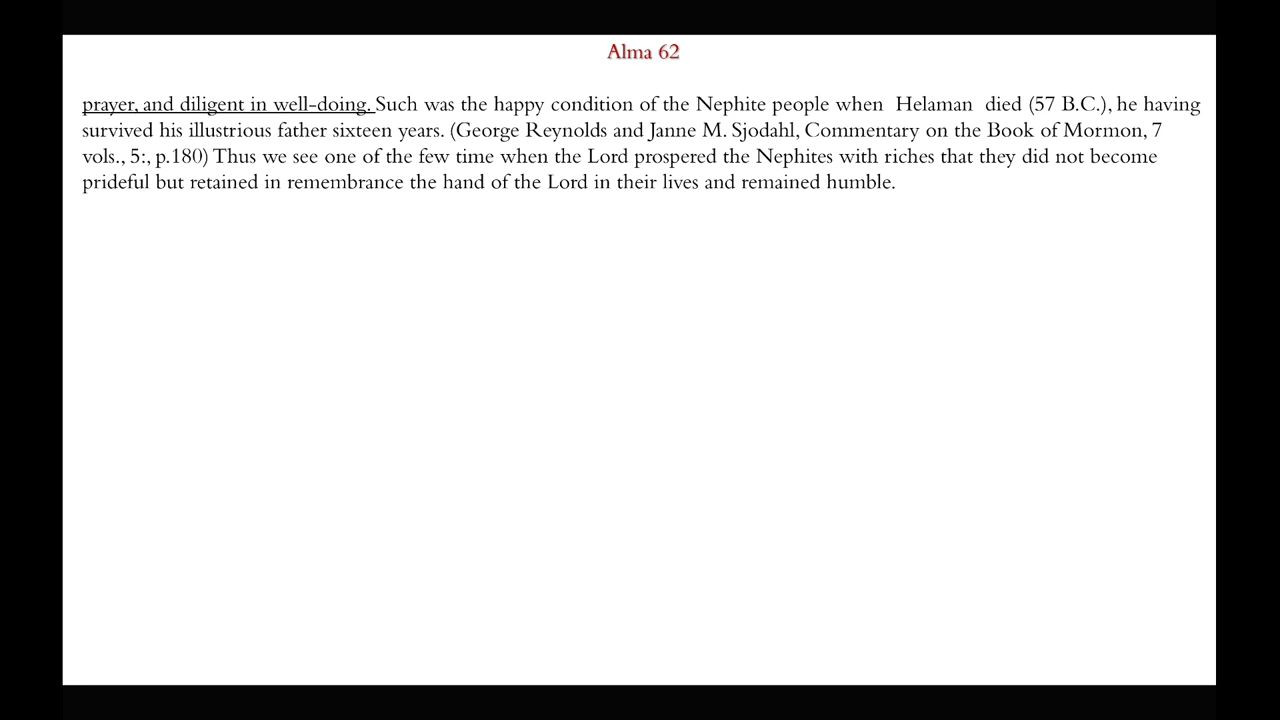 Alma 62
prayer, and diligent in well-doing. Such was the happy condition of the Nephite people when  Helaman  died (57 B.C.), he having
survived his illustrious father sixteen years. (George Reynolds and Janne M. Sjodahl, Commentary on the Book of Mormon, 7
vols., 5:, p.180) Thus we see one of the few time when the Lord prospered the Nephites with riches that they did not become
prideful but retained in remembrance the hand of the Lord in their lives and remained humble.